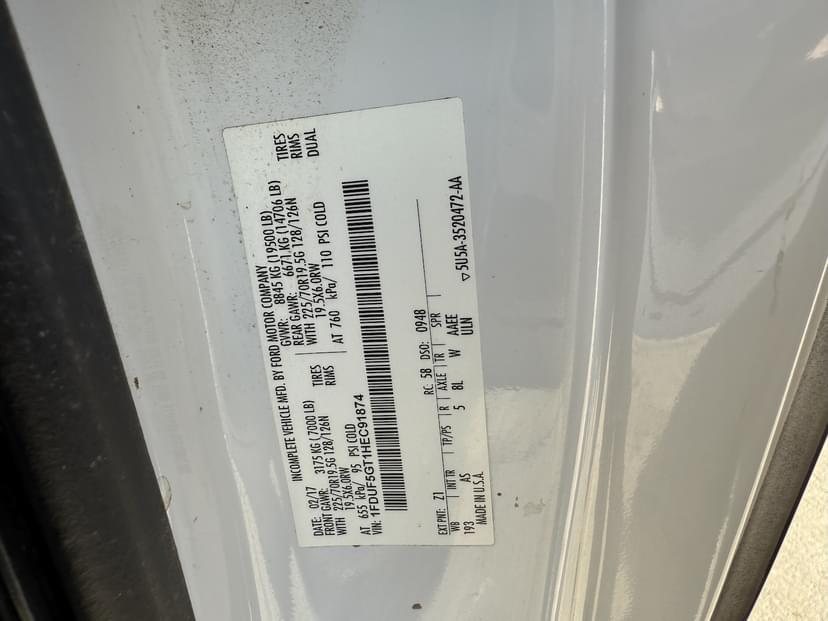 INCOMPLETE VEHICLE MFD. BY FORD MOTOR COMPANY
DATE: 02/17 GVWR: 8845 KG (19500 LB)
FRONT GAWR: 3175 KG (7000 LB) REAR GAWR: 6671 KG (14706 LB)
WITH 225/70R19.5G 128/126N TIRES WITH 225/70R19.5G 128/126N TIRES
19.5X6.0RW RIMS 19.5X6.0RW RIMS
AT 655 kPa/ 95 PSI COLD AT 760 kPa/ 110 PSI COLD DUAL
VIN: 1FDUF5GT1HEC91874
EXT PNT: Z1 RC: 5B DSO: 0948
WB INT TR TP/PS R AXLE TR SPR
193 AS 5 8L W AAEE
MADE IN U.S.A. ULN
▽5U5A-3520472-AA